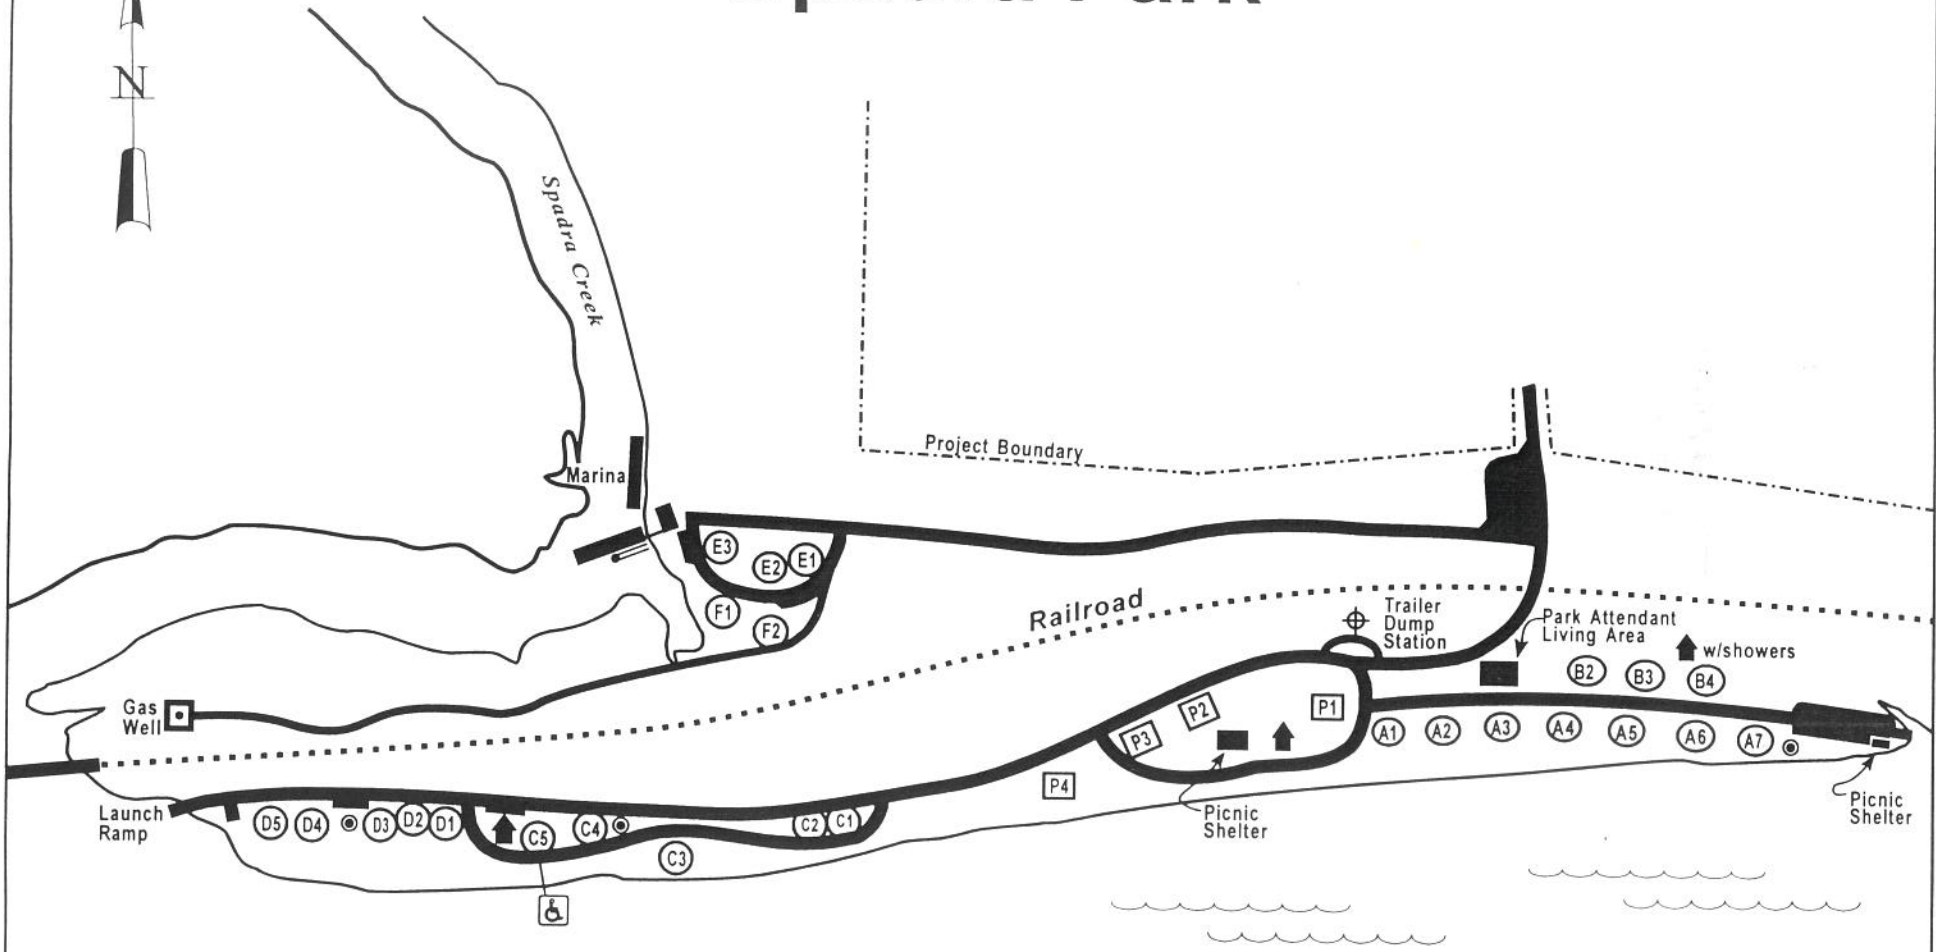 N
Spadra Creek
Project Boundary
Marina
E3
E2
E1
F1
F2
Railroad
Trailer
Dump
Station
Park Attendant
Living Area
w/showers
B2
B3
B4
Gas
Well
P1
P2
P3
P4
A1
A2
A3
A4
A5
A6
A7
Launch
Ramp
D5
D4
D3
D2
D1
C5
C4
C3
C2
C1
Picnic
Shelter
Picnic
Shelter